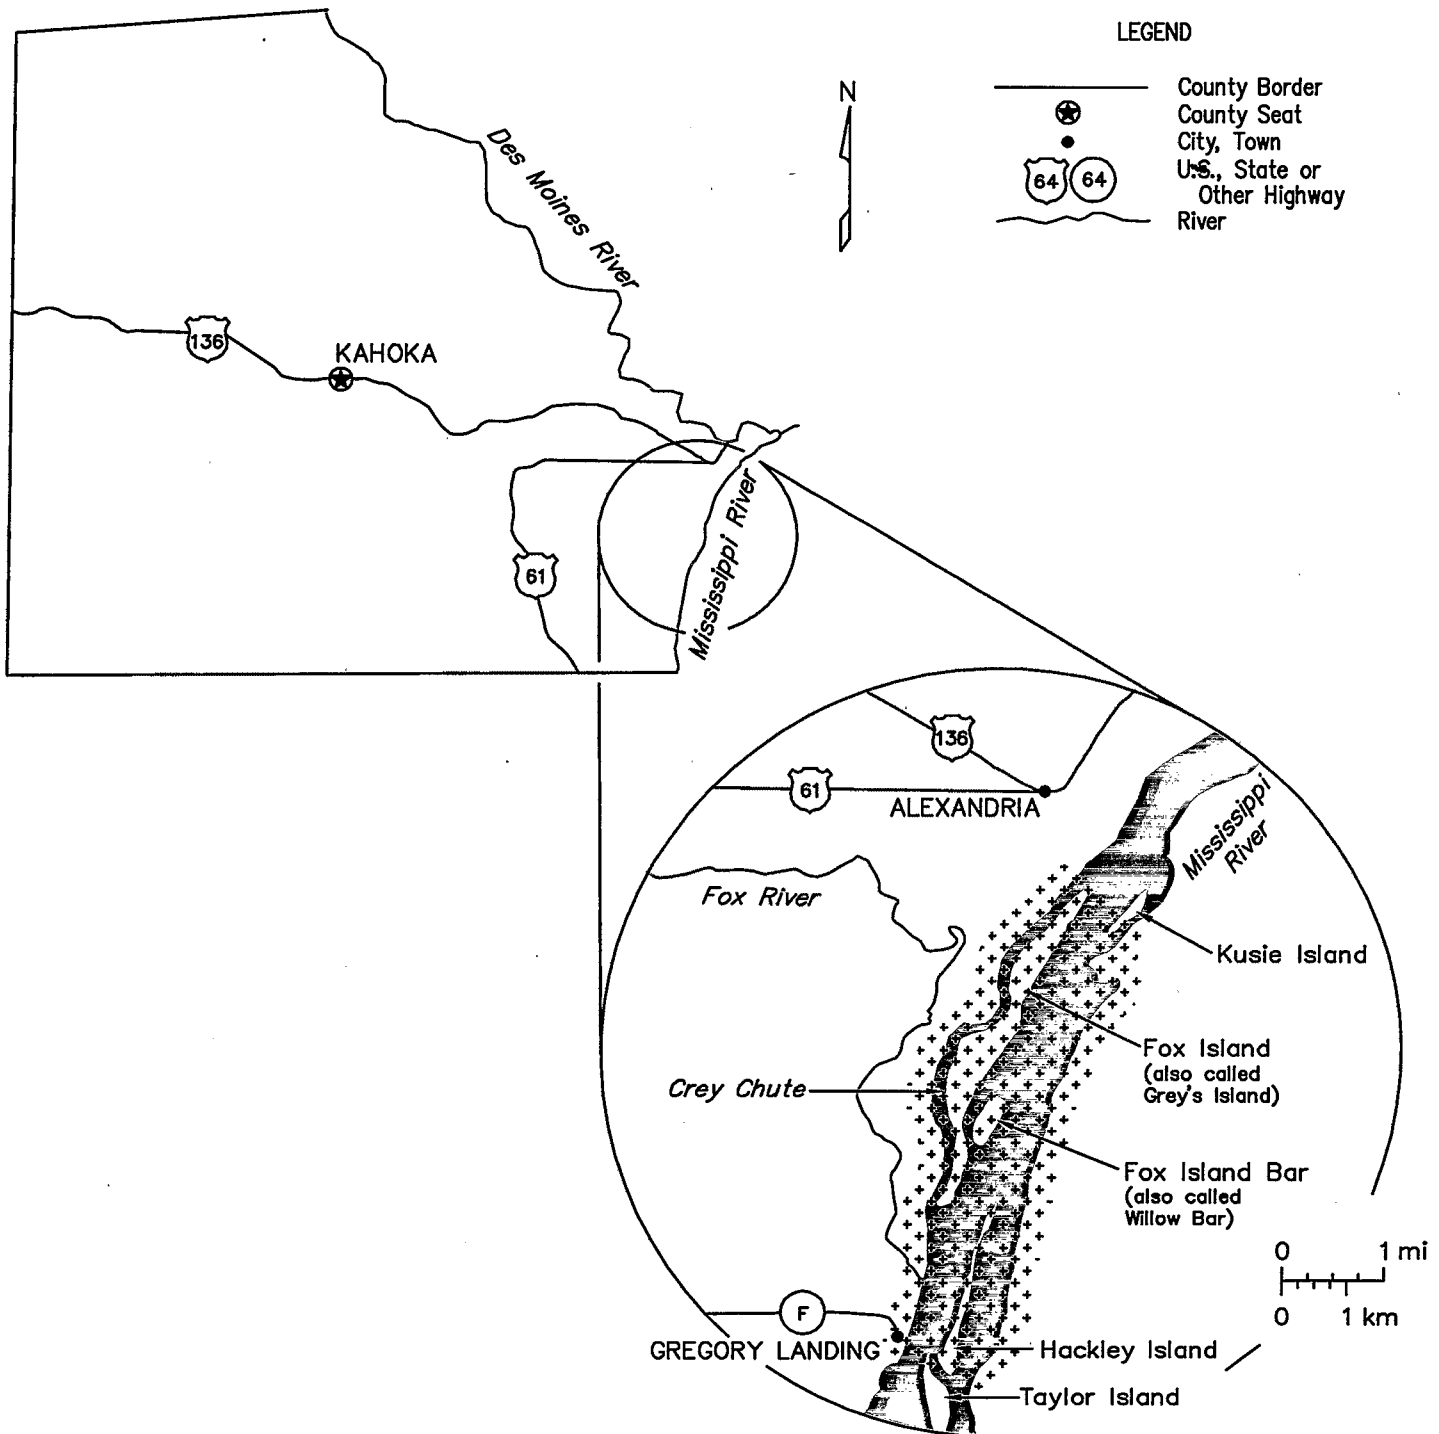 LEGEND
County Border
County Seat
City, Town
64 64
U.S., State or
Other Highway
River
N
Des Moines River
136
KAHOKA
61
Mississippi River
136
61
ALEXANDRIA
Mississippi
River
Fox River
Kusie Island
Fox Island
(also called
Grey's Island)
Crey Chute
Fox Island Bar
(also called
Willow Bar)
0 1 mi
0 1 km
F
GREGORY LANDING
Hackley Island
Taylor Island